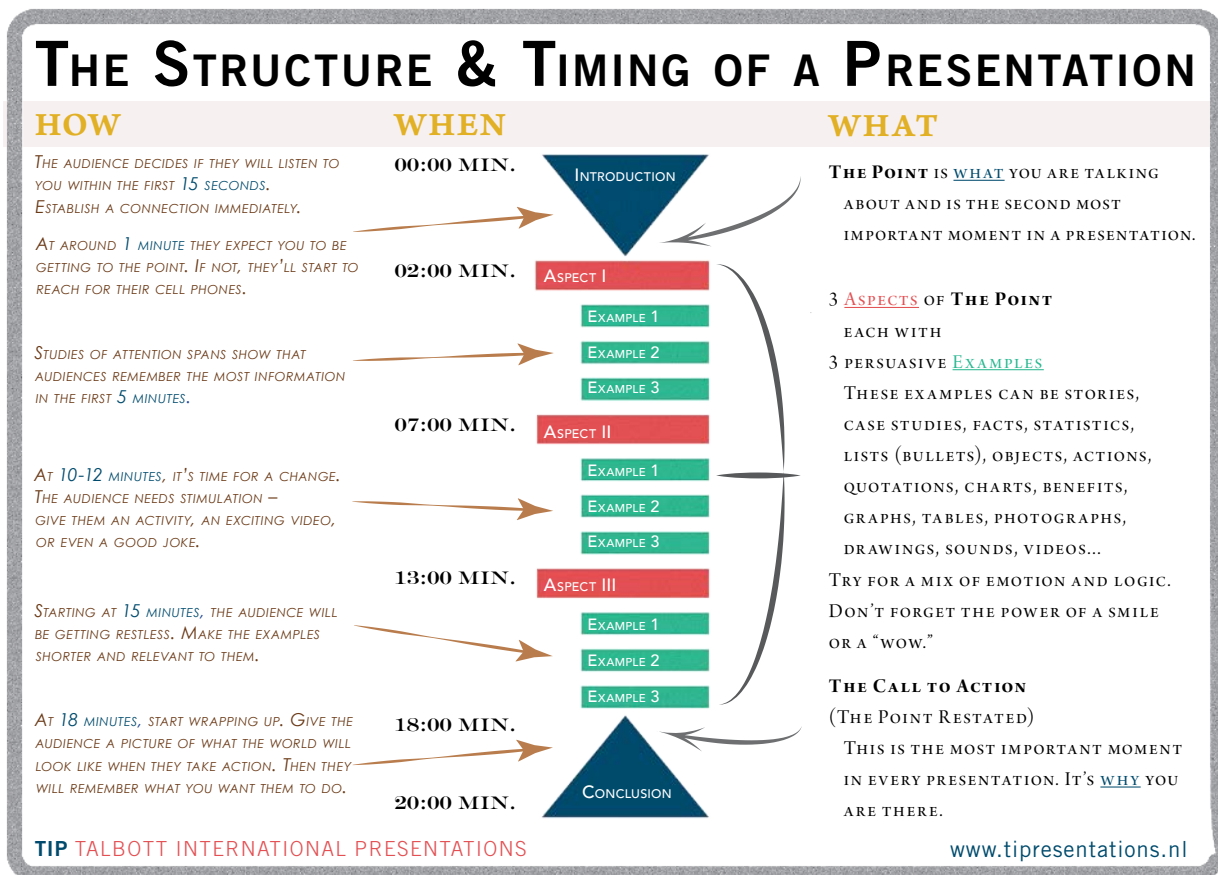 The Structure & Timing of a Presentation
HOW
WHEN
WHAT
The audience decides if they will listen to
you within the first 15 seconds.
Establish a connection immediately.
At around 1 minute they expect you to be
getting to the point. If not, they'll start to
reach for their cell phones.
Studies of attention spans show that
audiences remember the most information
in the first 5 minutes.
At 10-12 minutes, it's time for a change.
The audience needs stimulation –
give them an activity, an exciting video,
or even a good joke.
Starting at 15 minutes, the audience will
be getting restless. Make the examples
shorter and relevant to them.
At 18 minutes, start wrapping up. Give the
audience a picture of what the world will
look like when they take action. Then they
will remember what you want them to do.
00:00 MIN.
Introduction
02:00 MIN.
Aspect I
Example 1
Example 2
Example 3
07:00 MIN.
Aspect II
Example 1
Example 2
Example 3
13:00 MIN.
Aspect III
Example 1
Example 2
Example 3
18:00 MIN.
Conclusion
20:00 MIN.
The Point is what you are talking
about and is the second most
important moment in a presentation.
3 Aspects of The Point
each with
3 persuasive Examples
These examples can be stories,
case studies, facts, statistics,
lists (bullets), objects, actions,
quotations, charts, benefits,
graphs, tables, photographs,
drawings, sounds, videos...
Try for a mix of emotion and logic.
Don't forget the power of a smile
or a "wow."
The Call to Action
(The Point Restated)
This is the most important moment
in every presentation. It's why you
are there.
TIP TALBOTT INTERNATIONAL PRESENTATIONS
www.tipresentations.nl